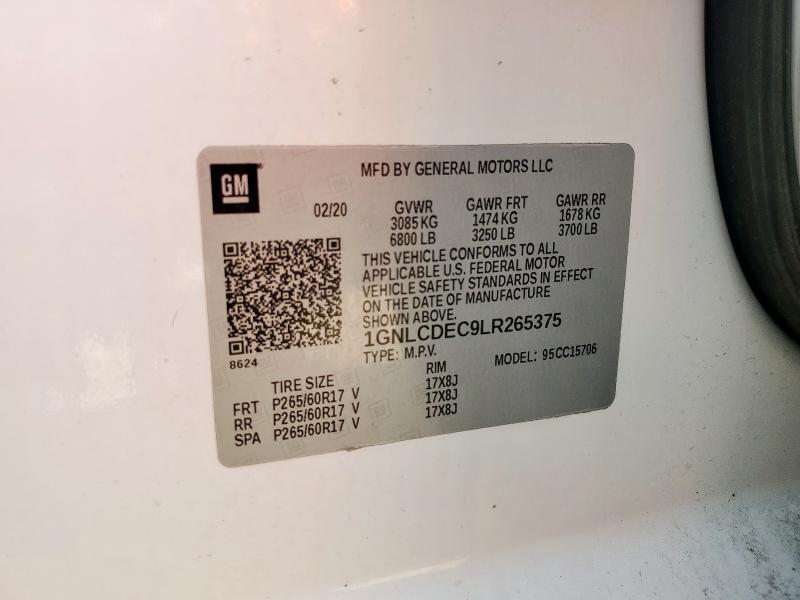 GM
MFD BY GENERAL MOTORS LLC
02/20 GVWR GAWR FRT GAWR RR
3085 KG 1474 KG 1678 KG
6800 LB 3250 LB 3700 LB
THIS VEHICLE CONFORMS TO ALL
APPLICABLE U.S. FEDERAL MOTOR
VEHICLE SAFETY STANDARDS IN EFFECT
ON THE DATE OF MANUFACTURE
SHOWN ABOVE.
1GNLCDEC9LR265375
8624
TYPE: M.P.V. MODEL: 95CC15706
TIRE SIZE RIM
FRT P265/60R17 V 17X8J
RR P265/60R17 V 17X8J
SPA P265/60R17 V 17X8J